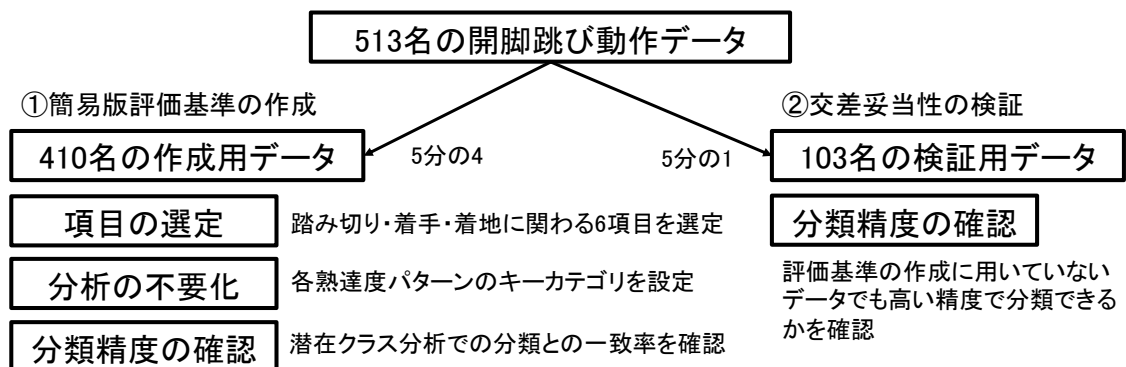 513名の開脚跳び動作データ
①簡易版評価基準の作成
②交差妥当性の検証
410名の作成用データ
5分の4
5分の1
103名の検証用データ
項目の選定
踏み切り・着手・着地に関わる6項目を選定
分類精度の確認
分析の不要化
各熟達度パターンのキーカテゴリを設定
評価基準の作成に用いていない
データでも高い精度で分類できる
かを確認
分類精度の確認
潜在クラス分析での分類との一致率を確認